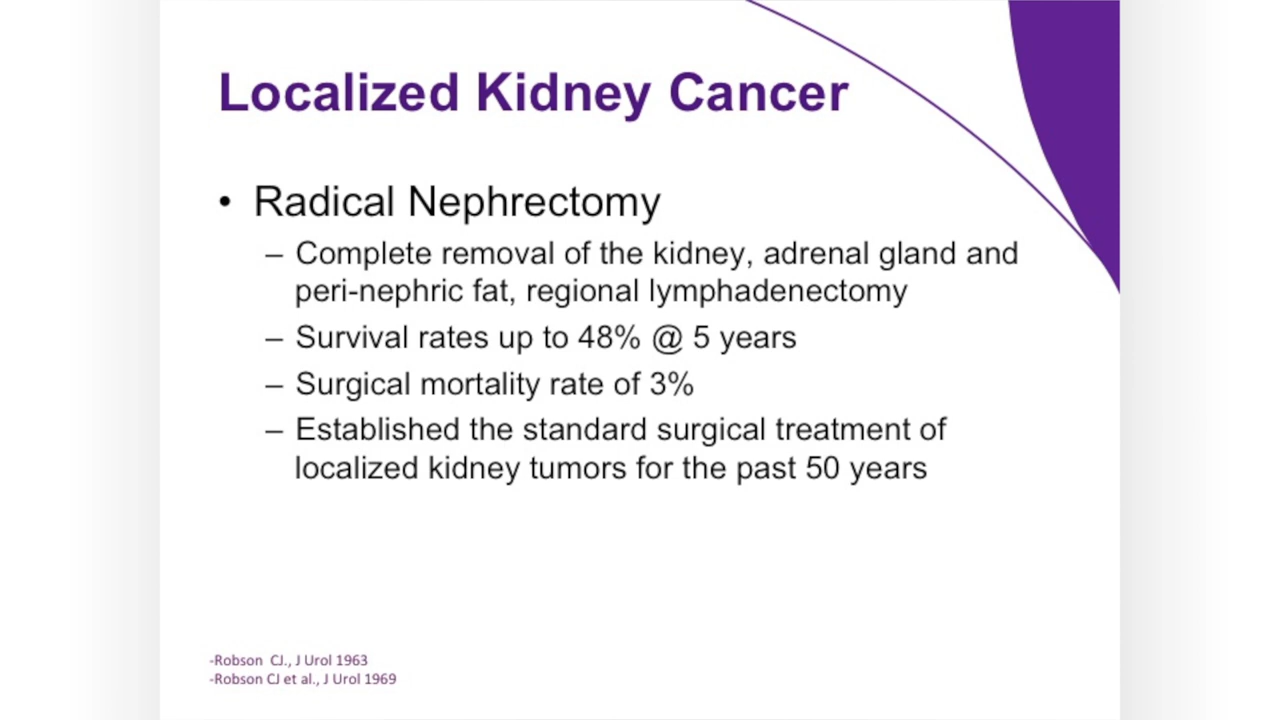 Localized Kidney Cancer
• Radical Nephrectomy
– Complete removal of the kidney, adrenal gland and
peri-nephric fat, regional lymphadenectomy
– Survival rates up to 48% @ 5 years
– Surgical mortality rate of 3%
– Established the standard surgical treatment of
localized kidney tumors for the past 50 years
-Robson  CJ., J Urol 1963
-Robson CJ et al., J Urol 1969